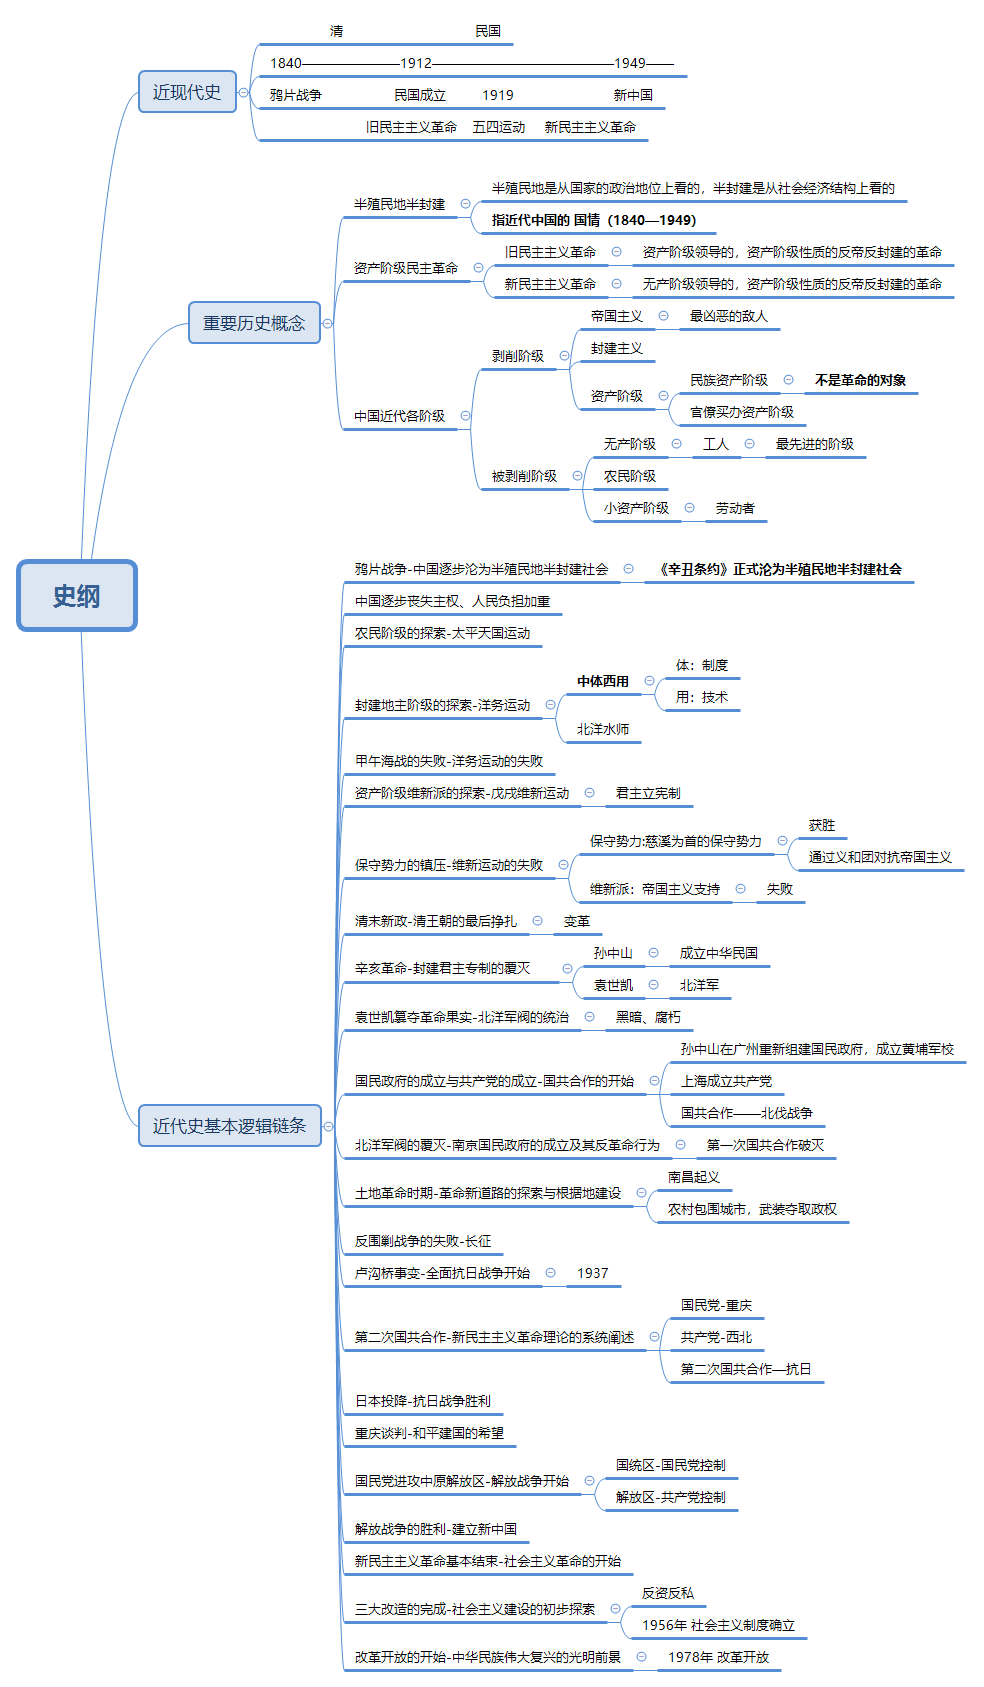 史纲
近现代史
清 民国
1840————————1912——————————————1949——
鸦片战争 民国成立 1919 新中国
旧民主主义革命 五四运动 新民主主义革命
重要历史概念
半殖民地半封建
半殖民地是从国家的政治地位上看的，半封建是从社会经济结构上看的
指近代中国的 国情（1840—1949）
资产阶级民主革命
旧民主主义革命
资产阶级领导的，资产阶级性质的反帝反封建的革命
新民主主义革命
无产阶级领导的，资产阶级性质的反帝反封建的革命
中国近代各阶级
剥削阶级
帝国主义
最凶恶的敌人
封建主义
资产阶级
民族资产阶级
不是革命的对象
官僚买办资产阶级
被剥削阶级
无产阶级
工人
最先进的阶级
农民阶级
小资产阶级
劳动者
近代史基本逻辑链条
鸦片战争-中国逐步沦为半殖民地半封建社会
《辛丑条约》正式沦为半殖民地半封建社会
中国逐步丧失主权、人民负担加重
农民阶级的探索-太平天国运动
封建地主阶级的探索-洋务运动
中体西用
体：制度
用：技术
北洋水师
甲午海战的失败-洋务运动的失败
资产阶级维新派的探索-戊戌维新运动
君主立宪制
保守势力的镇压-维新运动的失败
保守势力:慈溪为首的保守势力
获胜
通过义和团对抗帝国主义
维新派：帝国主义支持
失败
清末新政-清王朝的最后挣扎
变革
辛亥革命-封建君主专制的覆灭
孙中山
成立中华民国
袁世凯
北洋军
袁世凯篡夺革命果实-北洋军阀的统治
黑暗、腐朽
国民政府的成立与共产党的成立-国共合作的开始
孙中山在广州重新组建国民政府，成立黄埔军校
上海成立共产党
国共合作——北伐战争
北洋军阀的覆灭-南京国民政府的成立及其反革命行为
第一次国共合作破灭
土地革命时期-革命新道路的探索与根据地建设
南昌起义
农村包围城市，武装夺取政权
反围剿战争的失败-长征
卢沟桥事变-全面抗日战争开始
1937
第二次国共合作-新民主主义革命理论的系统阐述
国民党-重庆
共产党-西北
第二次国共合作—抗日
日本投降-抗日战争胜利
重庆谈判-和平建国的希望
国民党进攻中原解放区-解放战争开始
国统区-国民党控制
解放区-共产党控制
解放战争的胜利-建立新中国
新民主主义革命基本结束-社会主义革命的开始
三大改造的完成-社会主义建设的初步探索
反资反私
1956年 社会主义制度确立
改革开放的开始-中华民族伟大复兴的光明前景
1978年 改革开放